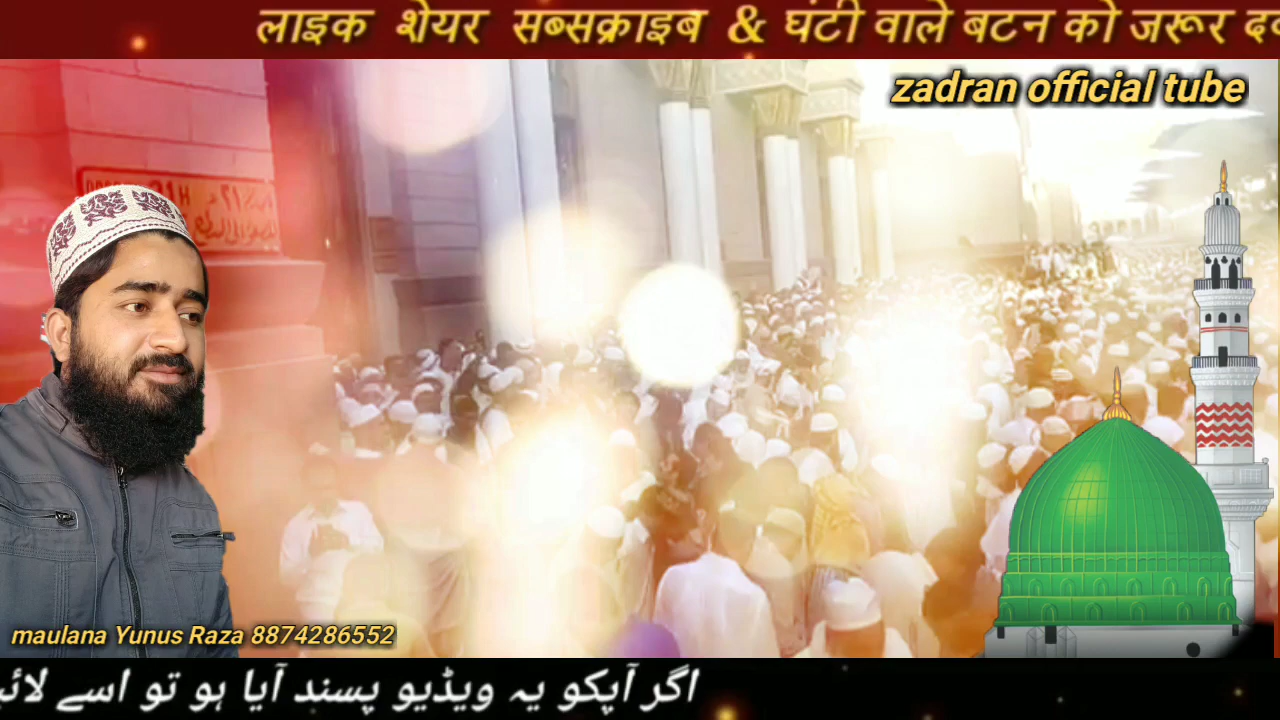 लाइक शेयर सब्सक्राइब & घंटी वाले बटन को जरूर
zadran official tube
maulana Yunus Raza 8874286552
اگر آپکو یہ ویڈیو پسند آیا ہو تو اسے